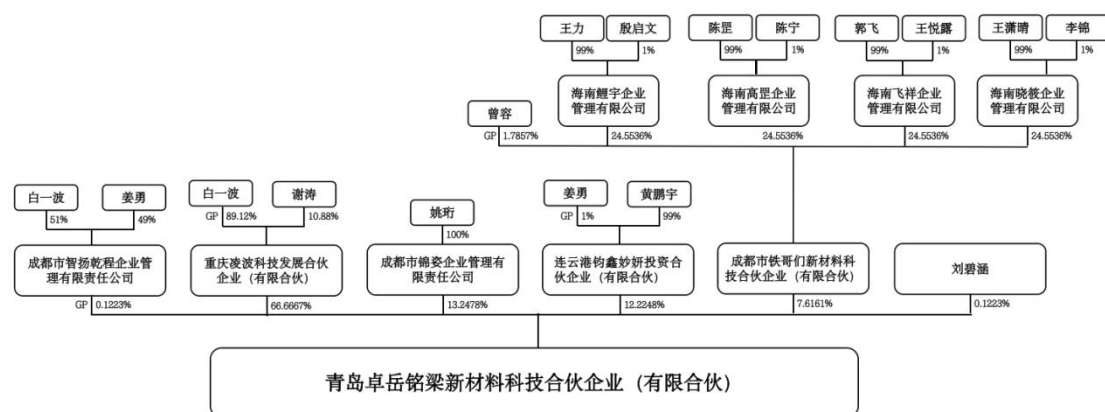 王力 殷启文 陈罡 陈宁 郭飞 王悦露 王潇晴 李锦
99% 1% 99% 1% 99% 1% 99% 1%
海南鲤宇企业
管理有限公司
海南高罡企业
管理有限公司
海南飞祥企业
管理有限公司
海南晓筱企业
管理有限公司
曾容
GP 1.7857% 24.5536% 24.5536% 24.5536% 24.5536%
白一波 姜勇 白一波 谢涛 姚珩 姜勇 黄鹏宇
51% 49% GP 89.12% 10.88% 100% GP 1% 99%
成都市智扬乾程企业管
理有限责任公司
重庆凌波科技发展合伙
企业（有限合伙）
成都市锦姿企业管理有
限责任公司
连云港钧鑫妙妍投资合
伙企业（有限合伙）
成都市铁哥们新材料科
技合伙企业（有限合伙）
刘碧涵
GP 0.1223% 66.6667% 13.2478% 12.2248% 7.6161% 0.1223%
青岛卓岳铭梁新材料科技合伙企业（有限合伙）